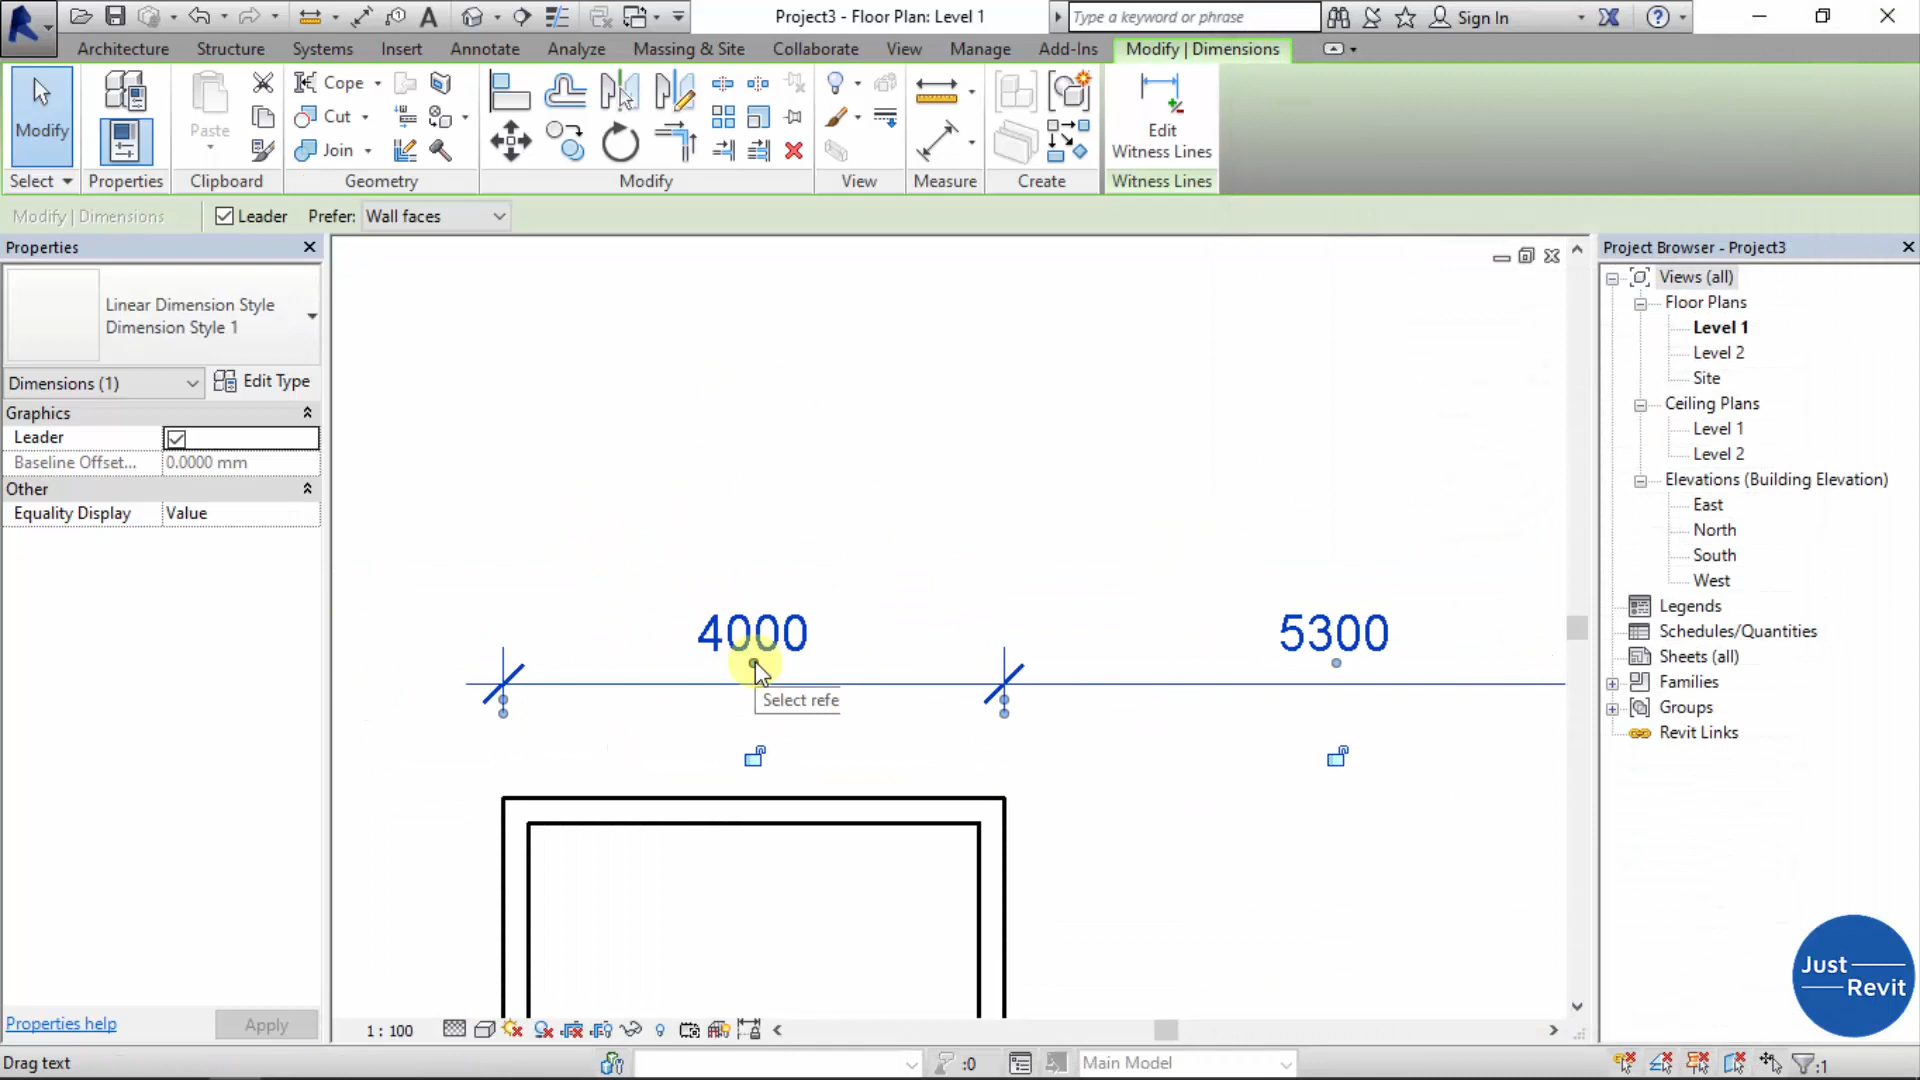 Project3 - Floor Plan: Level 1
Type a keyword or phrase
Sign In
Architecture Structure Systems Insert Annotate Analyze Massing & Site Collaborate View Manage Add-Ins Modify | Dimensions
Modify
Paste
Cope
Cut
Join
Edit
Witness Lines
Select Properties Clipboard Geometry Modify View Measure Create Witness Lines
Modify | Dimensions Leader Prefer: Wall faces
Properties
Linear Dimension Style
Dimension Style 1
Dimensions (1) Edit Type
Graphics
Leader
Baseline Offset... 0.0000 mm
Other
Equality Display Value
Properties help Apply
4000
5300
Select refe
1 : 100
Project Browser - Project3
Views (all)
Floor Plans
Level 1
Level 2
Site
Ceiling Plans
Level 1
Level 2
Elevations (Building Elevation)
East
North
South
West
Legends
Schedules/Quantities
Sheets (all)
Families
Groups
Revit Links
Just
Revit
Drag text
:0
Main Model
:1